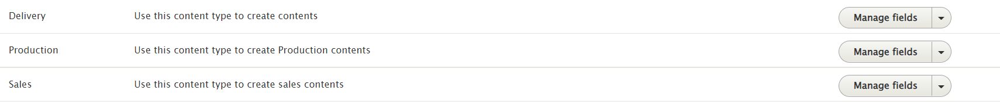 Delivery Use this content type to create contents Manage fields
Production Use this content type to create Production contents Manage fields
Sales Use this content type to create sales contents Manage fields